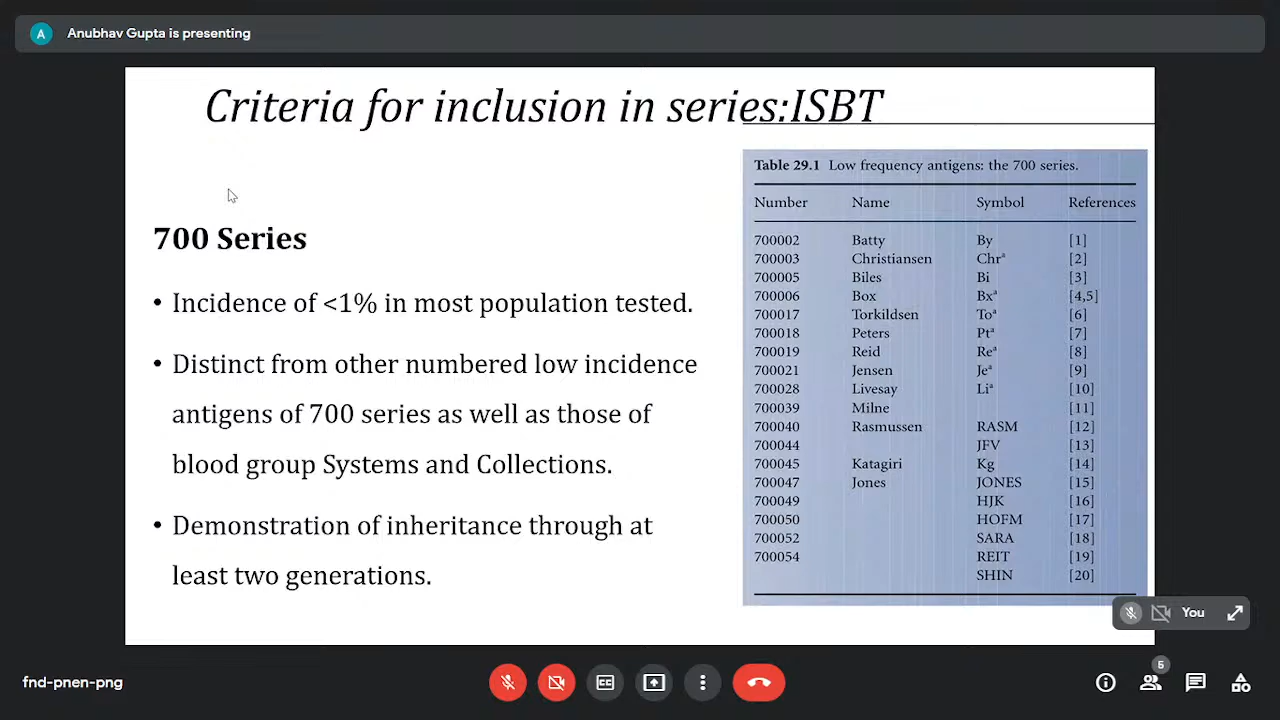 A Anubhav Gupta is presenting
Criteria for inclusion in series:ISBT
700 Series
• Incidence of <1% in most population tested.
• Distinct from other numbered low incidence
antigens of 700 series as well as those of
blood group Systems and Collections.
• Demonstration of inheritance through at
least two generations.
Table 29.1 Low frequency antigens: the 700 series.
Number Name Symbol References
700002 Batty By [1]
700003 Christiansen Chrᵃ [2]
700005 Biles Bi [3]
700006 Box Bxᵃ [4,5]
700017 Torkildsen Toᵃ [6]
700018 Peters Ptᵃ [7]
700019 Reid Reᵃ [8]
700021 Jensen Jeᵃ [9]
700028 Livesay Liᵃ [10]
700039 Milne [11]
700040 Rasmussen RASM [12]
700044 JFV [13]
700045 Katagiri Kg [14]
700047 Jones JONES [15]
700049 HJK [16]
700050 HOFM [17]
700052 SARA [18]
700054 REIT [19]
SHIN [20]
You
fnd-pnen-png
CC
5